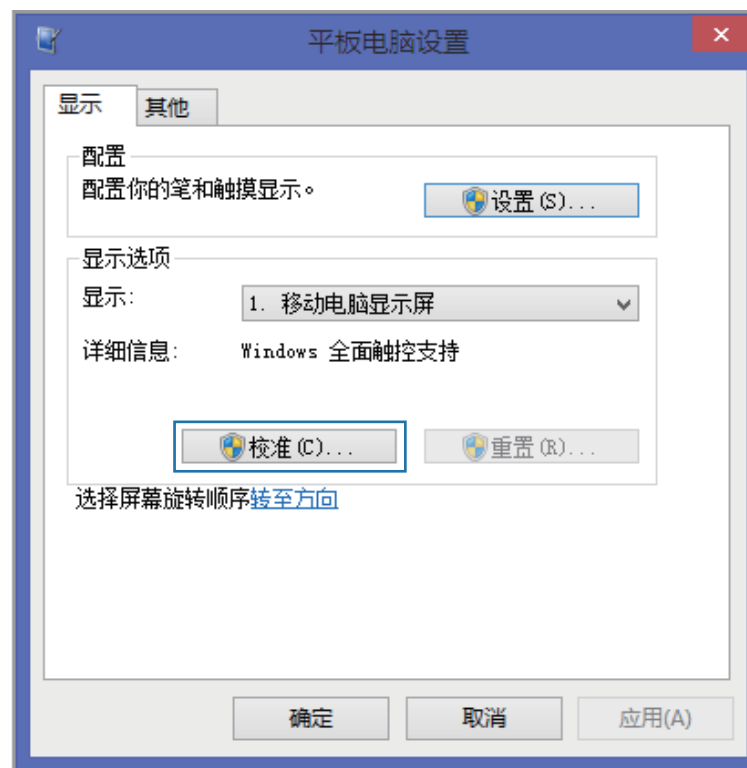 平板电脑设置
显示
其他
配置
配置你的笔和触摸显示。
设置(S)...
显示选项
显示:
1. 移动电脑显示屏
详细信息:
Windows 全面触控支持
校准(C)...
重置(R)...
选择屏幕旋转顺序转至方向
确定
取消
应用(A)